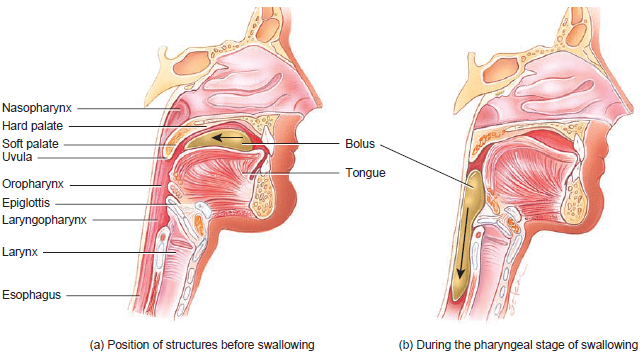 Nasopharynx
Hard palate
Soft palate
Uvula
Oropharynx
Epiglottis
Laryngopharynx
Larynx
Esophagus
Bolus
Tongue
(a) Position of structures before swallowing
(b) During the pharyngeal stage of swallowing